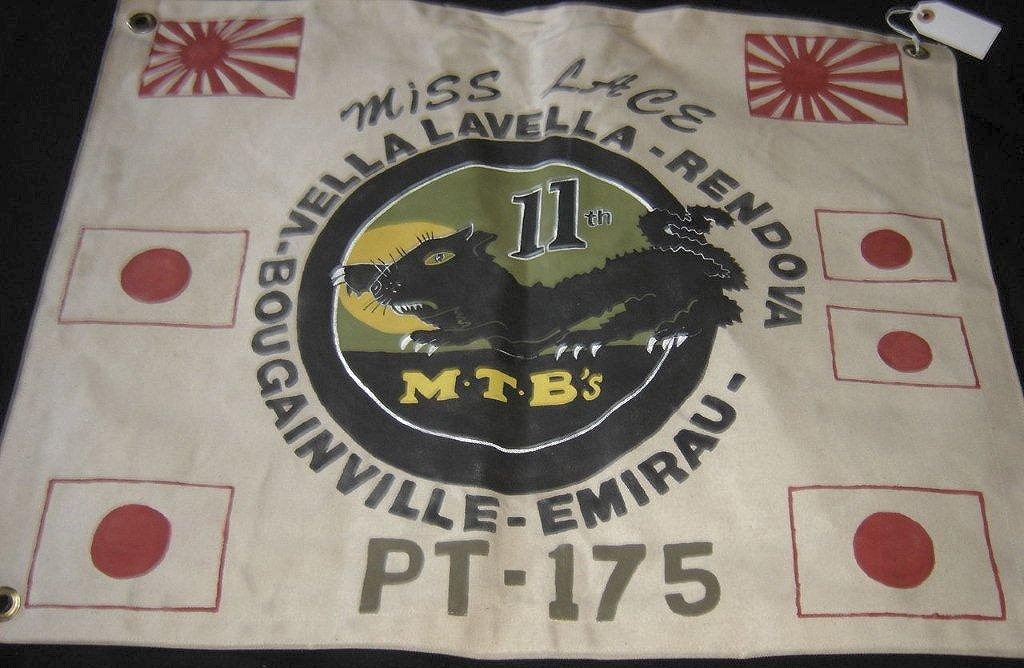 MiSS LACE
BOUGAINVILLE-VELLA LAVELLA-RENDOVA
EMIRAU-
11th
M·T·B's
PT-175